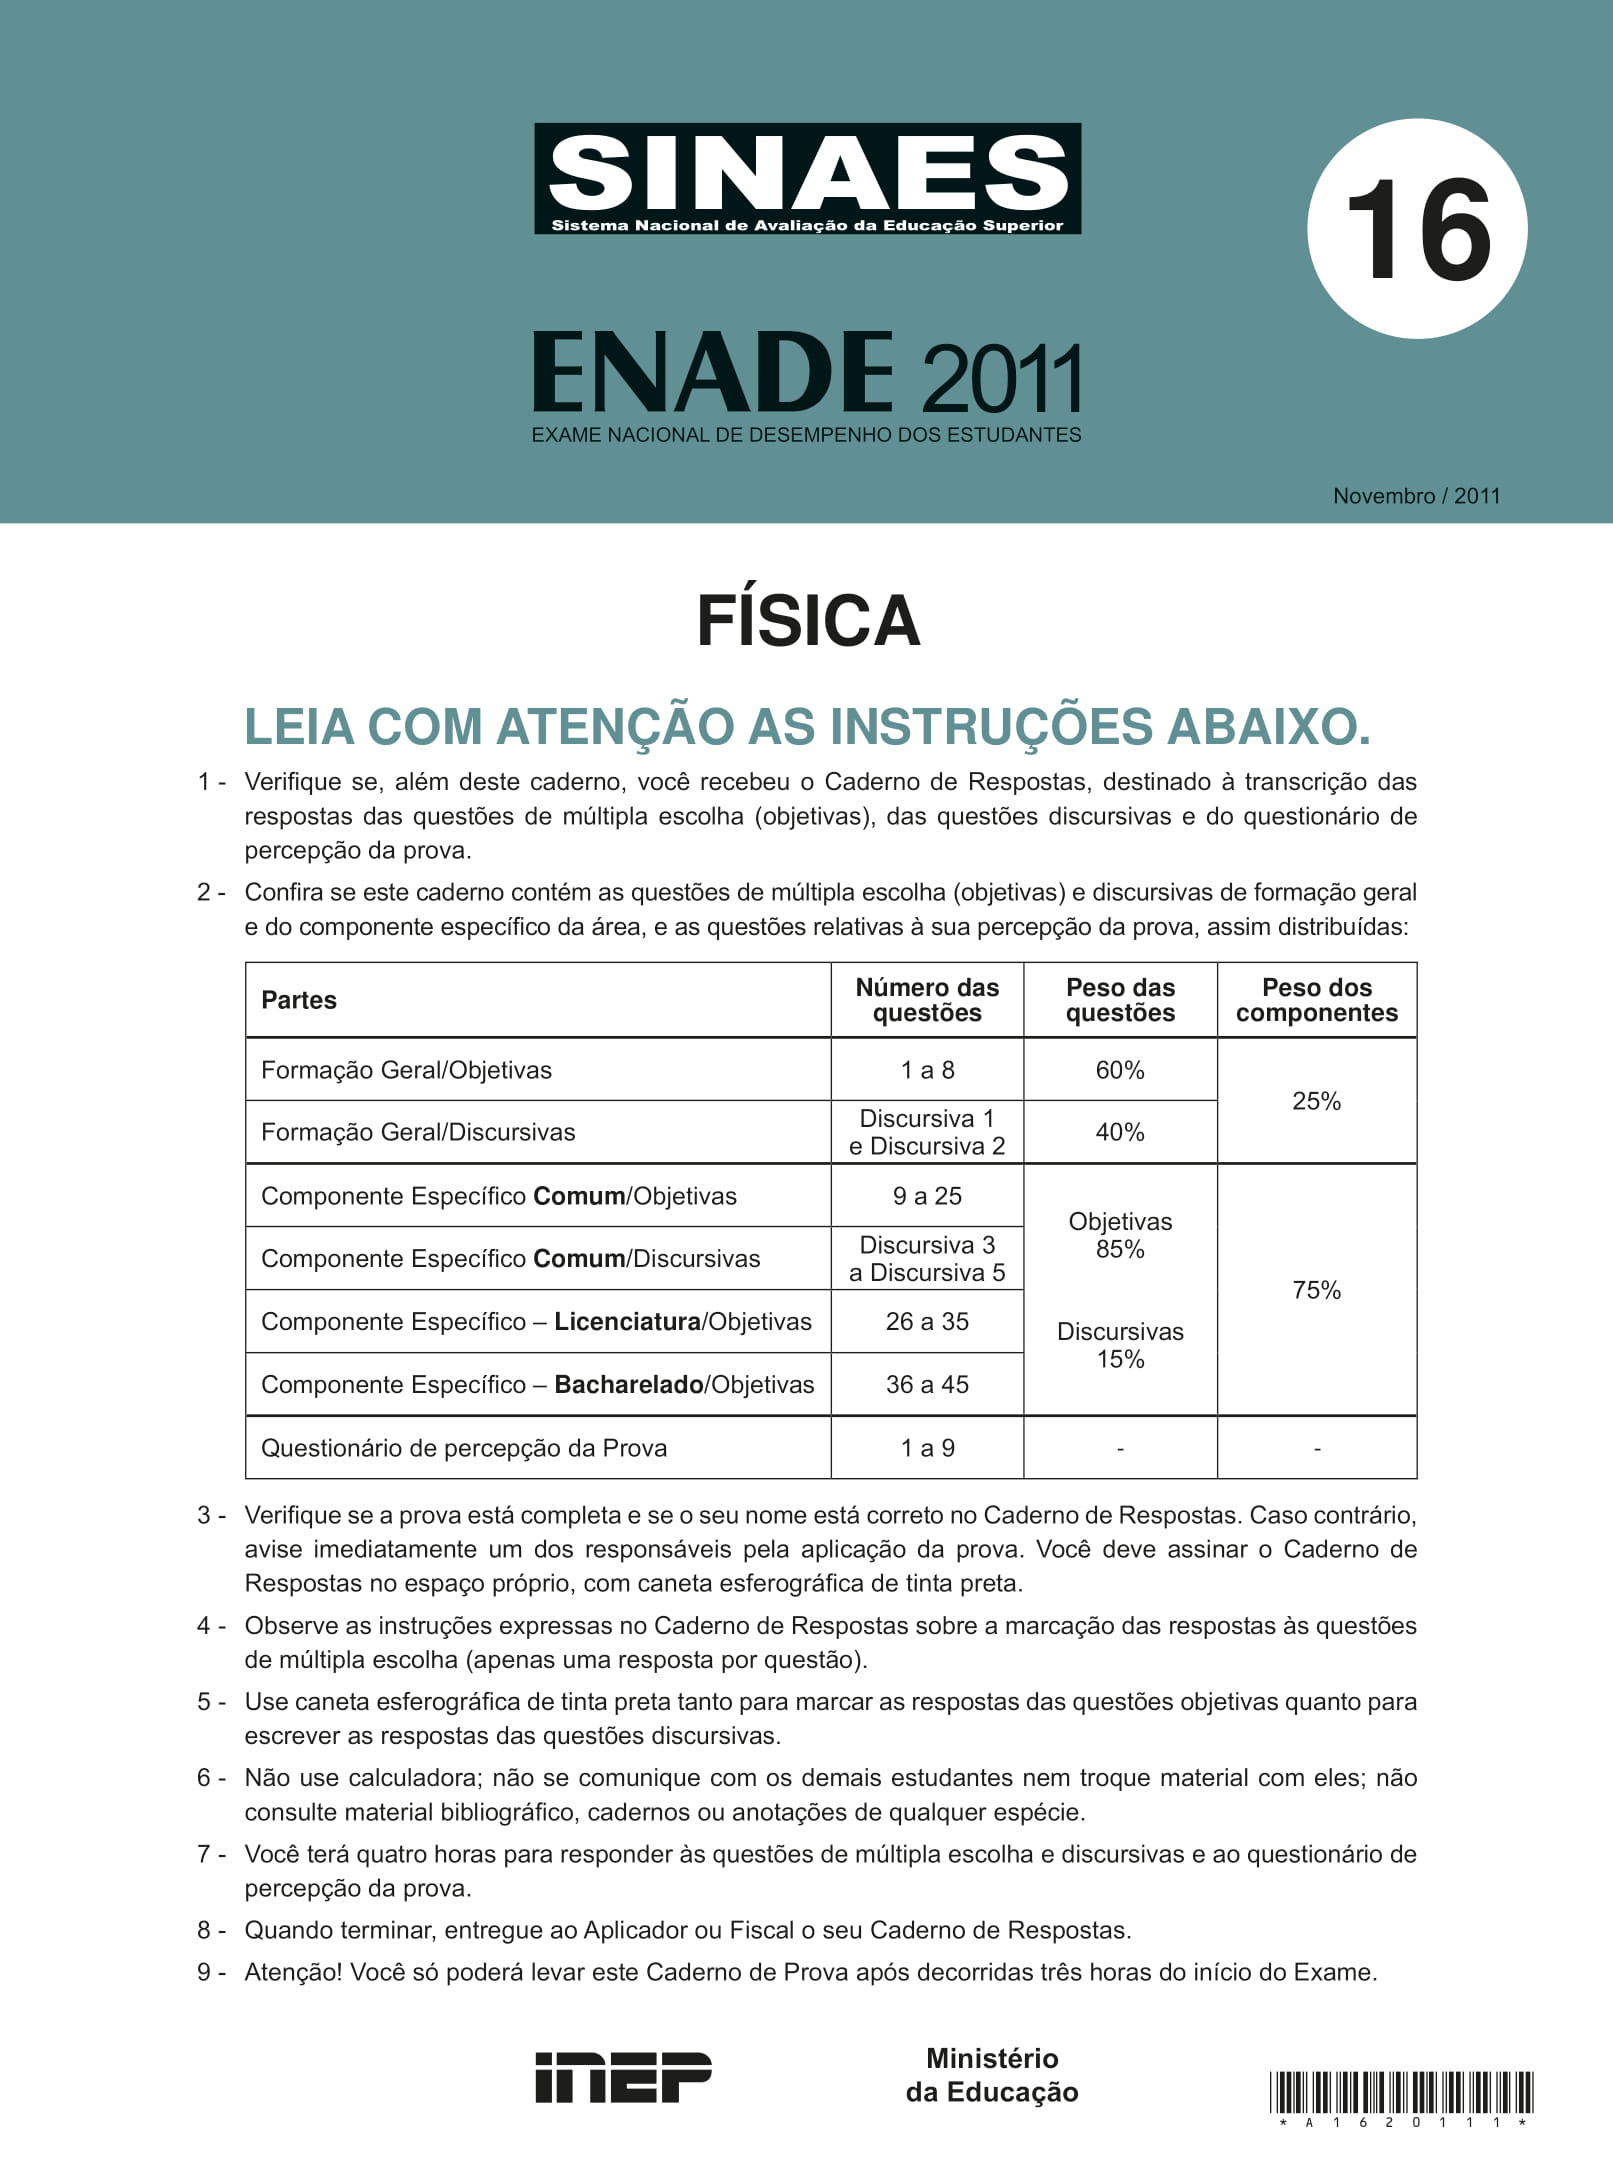 SINAES
Sistema Nacional de Avaliação da Educação Superior
16
ENADE 2011
EXAME NACIONAL DE DESEMPENHO DOS ESTUDANTES
Novembro / 2011
FÍSICA
LEIA COM ATENÇÃO AS INSTRUÇÕES ABAIXO.
1 - Verifique se, além deste caderno, você recebeu o Caderno de Respostas, destinado à transcrição das
respostas das questões de múltipla escolha (objetivas), das questões discursivas e do questionário de
percepção da prova.
2 - Confira se este caderno contém as questões de múltipla escolha (objetivas) e discursivas de formação geral
e do componente específico da área, e as questões relativas à sua percepção da prova, assim distribuídas:
Partes
Número das
questões
Peso das
questões
Peso dos
componentes
Formação Geral/Objetivas
1 a 8
60%
25%
Formação Geral/Discursivas
Discursiva 1
e Discursiva 2
40%
Componente Específico Comum/Objetivas
9 a 25
Objetivas
85%
Discursivas
15%
75%
Componente Específico Comum/Discursivas
Discursiva 3
a Discursiva 5
Componente Específico – Licenciatura/Objetivas
26 a 35
Componente Específico – Bacharelado/Objetivas
36 a 45
Questionário de percepção da Prova
1 a 9
-
-
3 - Verifique se a prova está completa e se o seu nome está correto no Caderno de Respostas. Caso contrário,
avise imediatamente um dos responsáveis pela aplicação da prova. Você deve assinar o Caderno de
Respostas no espaço próprio, com caneta esferográfica de tinta preta.
4 - Observe as instruções expressas no Caderno de Respostas sobre a marcação das respostas às questões
de múltipla escolha (apenas uma resposta por questão).
5 - Use caneta esferográfica de tinta preta tanto para marcar as respostas das questões objetivas quanto para
escrever as respostas das questões discursivas.
6 - Não use calculadora; não se comunique com os demais estudantes nem troque material com eles; não
consulte material bibliográfico, cadernos ou anotações de qualquer espécie.
7 - Você terá quatro horas para responder às questões de múltipla escolha e discursivas e ao questionário de
percepção da prova.
8 - Quando terminar, entregue ao Aplicador ou Fiscal o seu Caderno de Respostas.
9 - Atenção! Você só poderá levar este Caderno de Prova após decorridas três horas do início do Exame.
INEP
Ministério
da Educação
* A 1 6 2 0 1 1 1 *